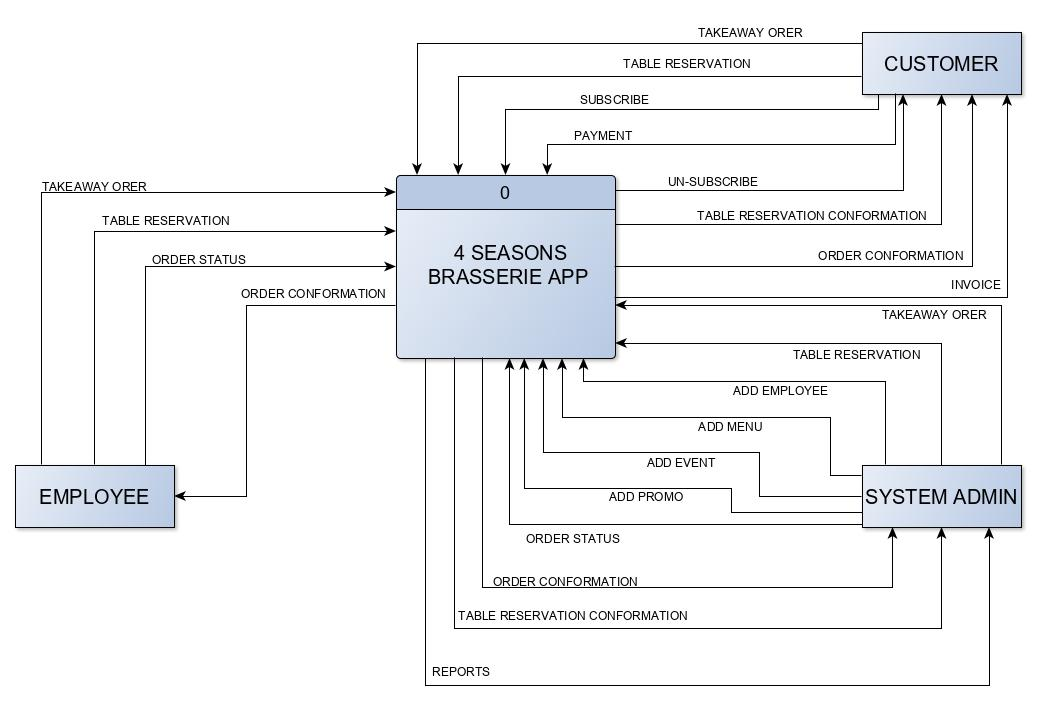 TAKEAWAY ORER
CUSTOMER
TABLE RESERVATION
SUBSCRIBE
PAYMENT
UN-SUBSCRIBE
TAKEAWAY ORER
0
TABLE RESERVATION CONFORMATION
TABLE RESERVATION
4 SEASONS
BRASSERIE APP
ORDER STATUS
ORDER CONFORMATION
INVOICE
ORDER CONFORMATION
TAKEAWAY ORER
TABLE RESERVATION
ADD EMPLOYEE
ADD MENU
ADD EVENT
EMPLOYEE
ADD PROMO
SYSTEM ADMIN
ORDER STATUS
ORDER CONFORMATION
TABLE RESERVATION CONFORMATION
REPORTS